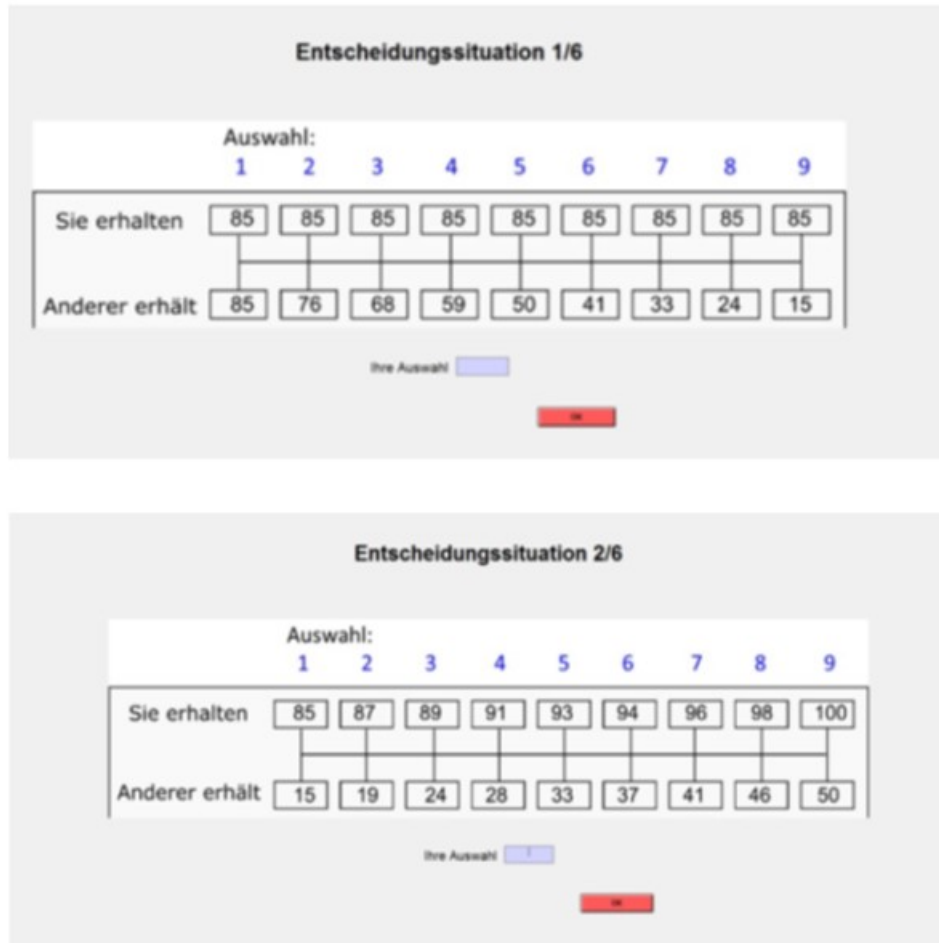 Entscheidungssituation 1/6
Auswahl:
1 2 3 4 5 6 7 8 9
Sie erhalten 85 85 85 85 85 85 85 85 85
Anderer erhält 85 76 68 59 50 41 33 24 15
Ihre Auswahl
OK
Entscheidungssituation 2/6
Auswahl:
1 2 3 4 5 6 7 8 9
Sie erhalten 85 87 89 91 93 94 96 98 100
Anderer erhält 15 19 24 28 33 37 41 46 50
Ihre Auswahl
OK